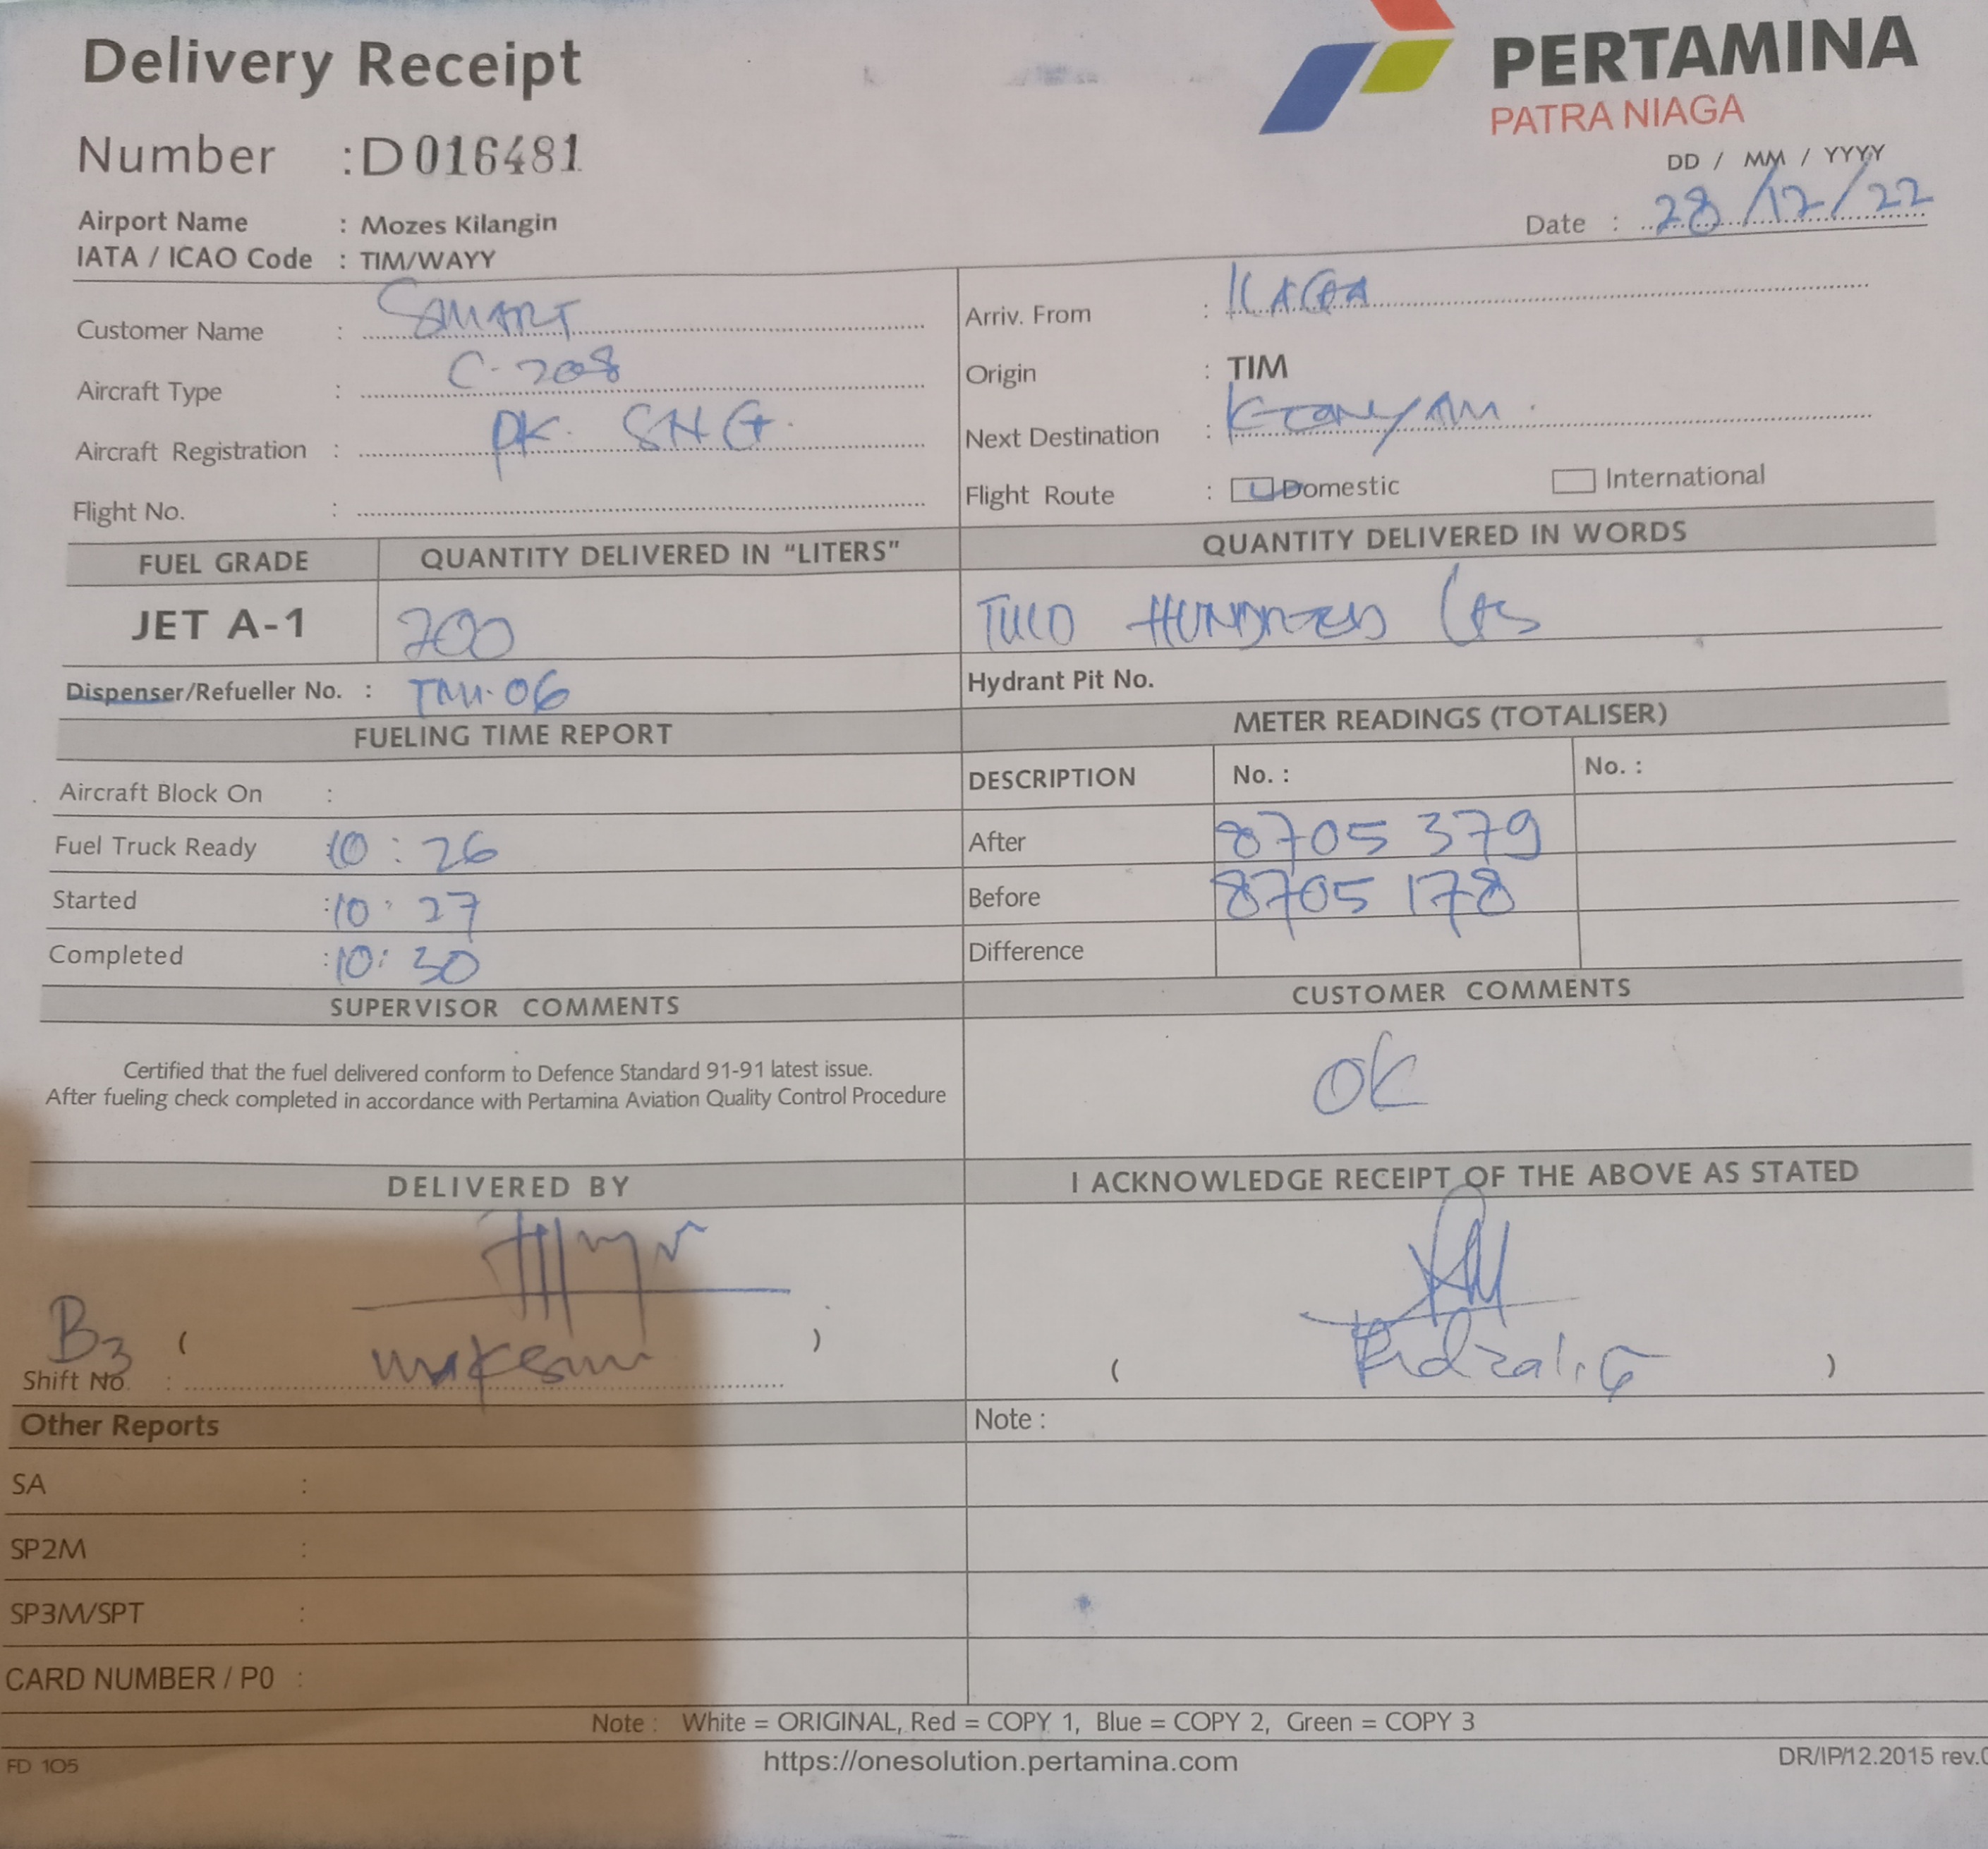 Delivery Receipt
PERTAMINA
PATRA NIAGA
Number : D 016481
DD / MM / YYYY
Date : 28/12/22
Airport Name : Mozes Kilangin
IATA / ICAO Code : TIM/WAYY
Customer Name : SMART
Arriv. From : ILAGA
Aircraft Type : C-208
Origin : TIM
Aircraft Registration : PK. SNG.
Next Destination :
Flight No. :
Flight Route : Domestic International
FUEL GRADE QUANTITY DELIVERED IN “LITERS” QUANTITY DELIVERED IN WORDS
JET A-1 200 TWO HUNDRED
Dispenser/Refueller No. : 06 Hydrant Pit No.
FUELING TIME REPORT METER READINGS (TOTALISER)
Aircraft Block On : DESCRIPTION No. : No. :
Fuel Truck Ready : 10 : 26 After 8705 379
Started : 10 : 27 Before 8705 178
Completed : 10 : 30 Difference
SUPERVISOR COMMENTS CUSTOMER COMMENTS
Certified that the fuel delivered conform to Defence Standard 91-91 latest issue.
After fueling check completed in accordance with Pertamina Aviation Quality Control Procedure
OK
DELIVERED BY I ACKNOWLEDGE RECEIPT OF THE ABOVE AS STATED
B3 ( ) ( )
Shift No. :
Other Reports Note :
SA :
SP2M :
SP3M/SPT :
CARD NUMBER / P0 :
Note : White = ORIGINAL, Red = COPY 1, Blue = COPY 2, Green = COPY 3
FD 105 https://onesolution.pertamina.com DR/IP/12.2015 rev.0